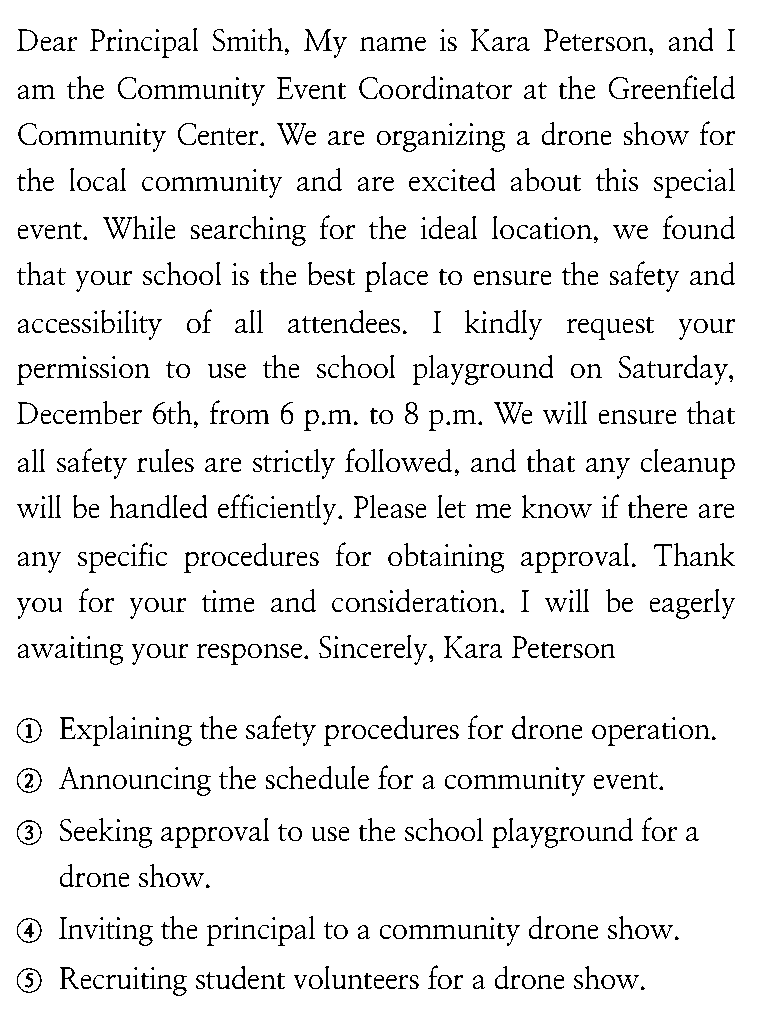 Dear Principal Smith, My name is Kara Peterson, and I
am the Community Event Coordinator at the Greenfield
Community Center. We are organizing a drone show for
the local community and are excited about this special
event. While searching for the ideal location, we found
that your school is the best place to ensure the safety and
accessibility of all attendees. I kindly request your
permission to use the school playground on Saturday,
December 6th, from 6 p.m. to 8 p.m. We will ensure that
all safety rules are strictly followed, and that any cleanup
will be handled efficiently. Please let me know if there are
any specific procedures for obtaining approval. Thank
you for your time and consideration. I will be eagerly
awaiting your response. Sincerely, Kara Peterson
① Explaining the safety procedures for drone operation.
② Announcing the schedule for a community event.
③ Seeking approval to use the school playground for a
drone show.
④ Inviting the principal to a community drone show.
⑤ Recruiting student volunteers for a drone show.